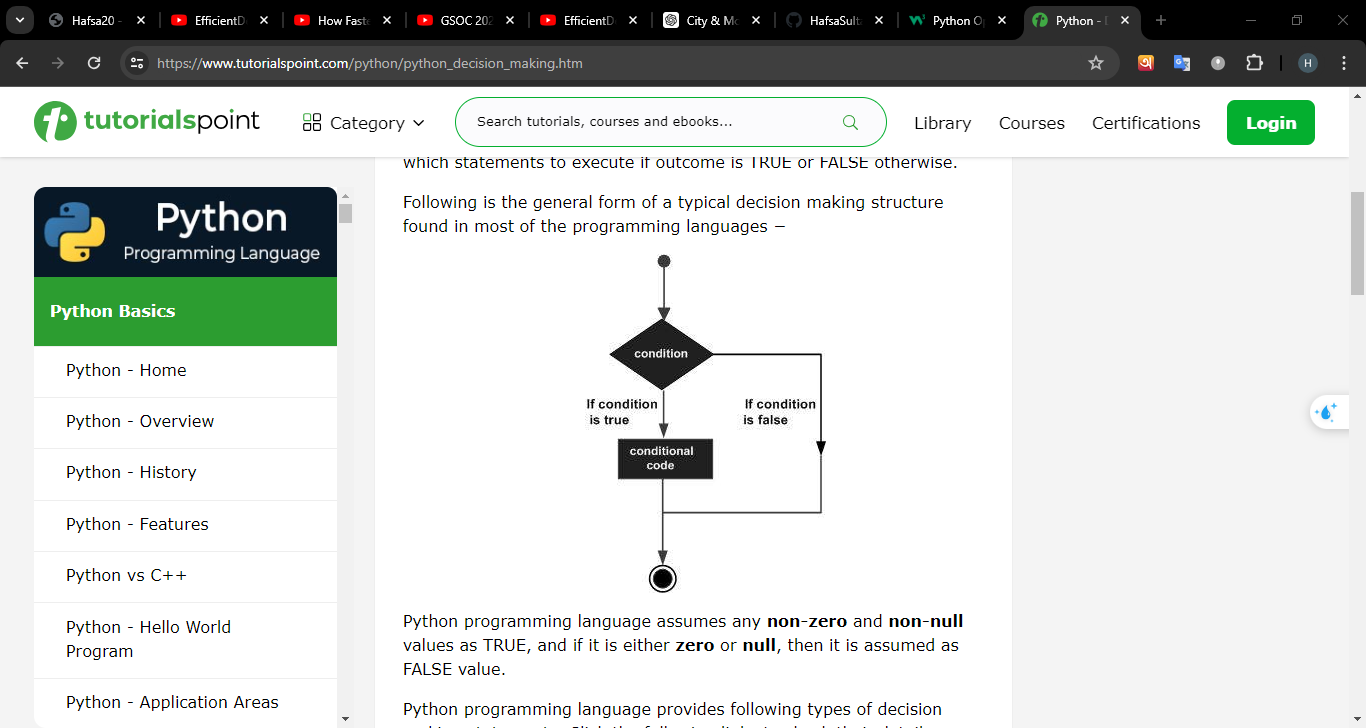 Hafsa20 -
EfficientD
How Faste
GSOC 202
EfficientD
City & Mo
HafsaSult
Python Op
Python - D
https://www.tutorialspoint.com/python/python_decision_making.htm
H
tutorialspoint
Category
Search tutorials, courses and ebooks...
Library
Courses
Certifications
Login
Python
Programming Language
Python Basics
Python - Home
Python - Overview
Python - History
Python - Features
Python vs C++
Python - Hello World
Program
Python - Application Areas
which statements to execute if outcome is TRUE or FALSE otherwise.
Following is the general form of a typical decision making structure
found in most of the programming languages −
condition
If condition
is true
If condition
is false
conditional
code
Python programming language assumes any non-zero and non-null
values as TRUE, and if it is either zero or null, then it is assumed as
FALSE value.
Python programming language provides following types of decision